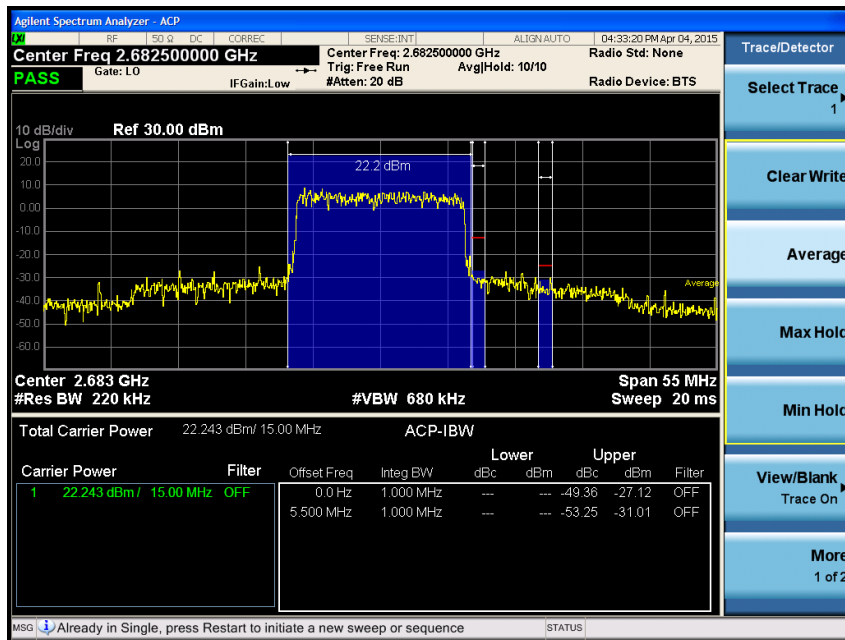 Agilent Spectrum Analyzer - ACP
LXI RF 50 Ω DC CORREC SENSE:INT ALIGN AUTO 04:33:20 PM Apr 04, 2015
Center Freq 2.682500000 GHz Center Freq: 2.682500000 GHz Radio Std: None
Gate: LO Trig: Free Run Avg|Hold: 10/10
PASS IFGain:Low #Atten: 20 dB Radio Device: BTS
10 dB/div Ref 30.00 dBm
Log
20.0
22.2 dBm
10.0
0.00
-10.0
-20.0
-30.0
Average
-40.0
-50.0
-60.0
Center 2.683 GHz Span 55 MHz
#Res BW 220 kHz #VBW 680 kHz Sweep 20 ms
Total Carrier Power 22.243 dBm/ 15.00 MHz ACP-IBW
Lower Upper
Carrier Power Filter Offset Freq Integ BW dBc dBm dBc dBm Filter
1 22.243 dBm / 15.00 MHz OFF 0.0 Hz 1.000 MHz --- --- -49.36 -27.12 OFF
5.500 MHz 1.000 MHz --- --- -53.25 -31.01 OFF
MSG Already in Single, press Restart to initiate a new sweep or sequence STATUS
Trace/Detector
Select Trace
1
Clear Write
Average
Max Hold
Min Hold
View/Blank
Trace On
More
1 of 2